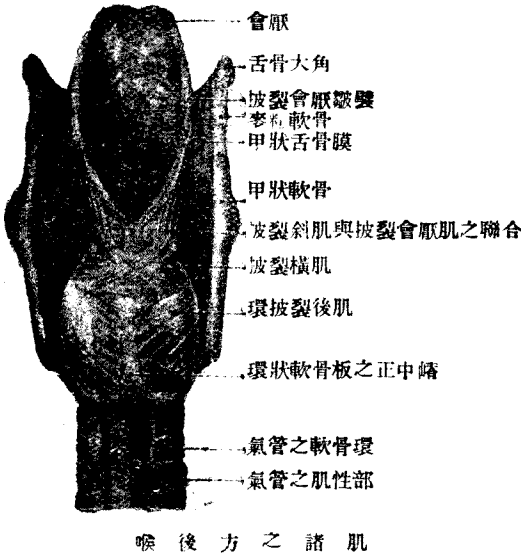 會厭
舌骨大角
披裂會厭皺襞
麥粒軟骨
甲狀舌骨膜
甲狀軟骨
披裂斜肌與披裂會厭肌之聯合
披裂橫肌
環披裂後肌
環狀軟骨板之正中嵴
氣管之軟骨環
氣管之肌性部
喉後方之諸肌